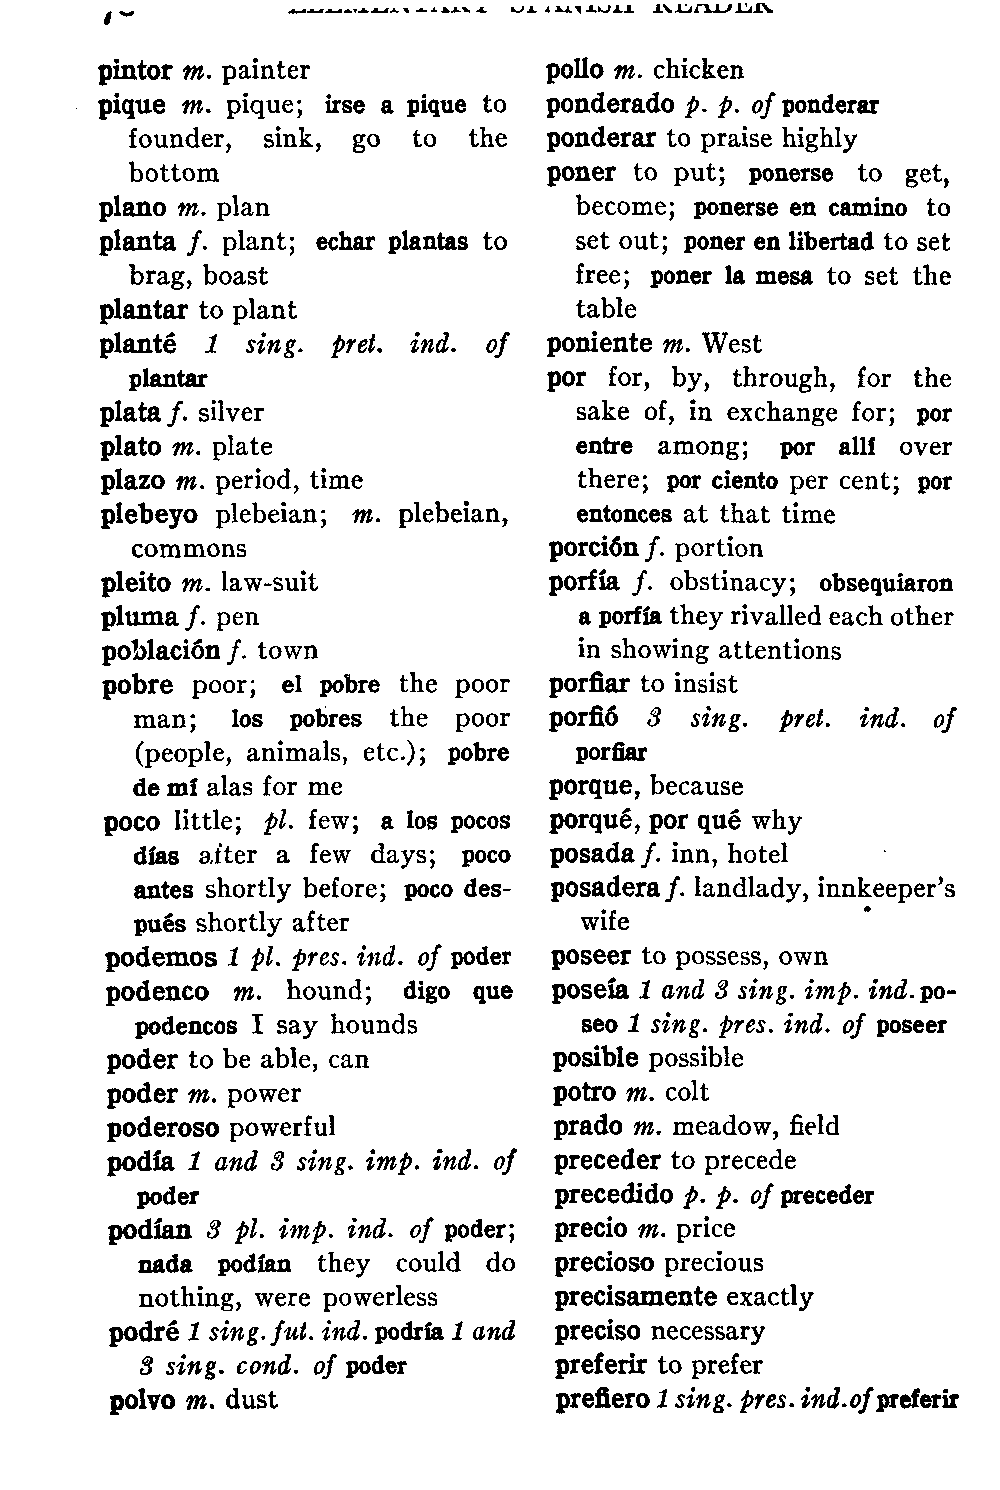 SPANISH READER
pintor m. painter
pique m. pique; irse a pique to
founder, sink, go to the
bottom
plano m. plan
planta f. plant; echar plantas to
brag, boast
plantar to plant
planté 1 sing. pret. ind. of
plantar
plata f. silver
plato m. plate
plazo m. period, time
plebeyo plebeian; m. plebeian,
commons
pleito m. law-suit
pluma f. pen
población f. town
pobre poor; el pobre the poor
man; los pobres the poor
(people, animals, etc.); pobre
de mí alas for me
poco little; pl. few; a los pocos
días after a few days; poco
antes shortly before; poco des-
pués shortly after
podemos 1 pl. pres. ind. of poder
podenco m. hound; digo que
podencos I say hounds
poder to be able, can
poder m. power
poderoso powerful
podía 1 and 3 sing. imp. ind. of
poder
podían 3 pl. imp. ind. of poder;
nada podían they could do
nothing, were powerless
podré 1 sing. fut. ind. podría 1 and
3 sing. cond. of poder
polvo m. dust
pollo m. chicken
ponderado p. p. of ponderar
ponderar to praise highly
poner to put; ponerse to get,
become; ponerse en camino to
set out; poner en libertad to set
free; poner la mesa to set the
table
poniente m. West
por for, by, through, for the
sake of, in exchange for; por
entre among; por allí over
there; por ciento per cent; por
entonces at that time
porción f. portion
porfía f. obstinacy; obsequiaron
a porfía they rivalled each other
in showing attentions
porfiar to insist
porfió 3 sing. pret. ind. of
porfiar
porque, because
porqué, por qué why
posada f. inn, hotel
posadera f. landlady, innkeeper's
wife
poseer to possess, own
poseía 1 and 3 sing. imp. ind. po-
seo 1 sing. pres. ind. of poseer
posible possible
potro m. colt
prado m. meadow, field
preceder to precede
precedido p. p. of preceder
precio m. price
precioso precious
precisamente exactly
preciso necessary
preferir to prefer
prefiero 1 sing. pres. ind. of preferir